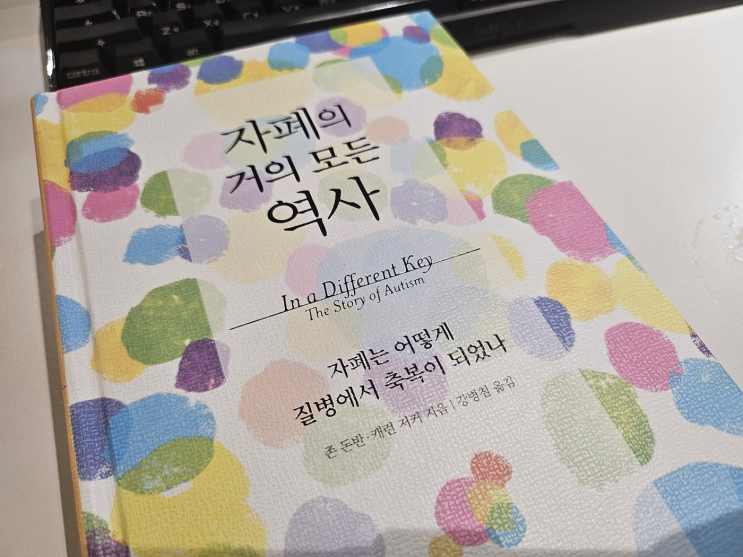 자폐의
거의 모든
역사
In a Different Key
The Story of Autism
자폐는 어떻게
질병에서 축복이 되었나
존 돈반·캐런 저커 지음 | 강병철 옮김
control